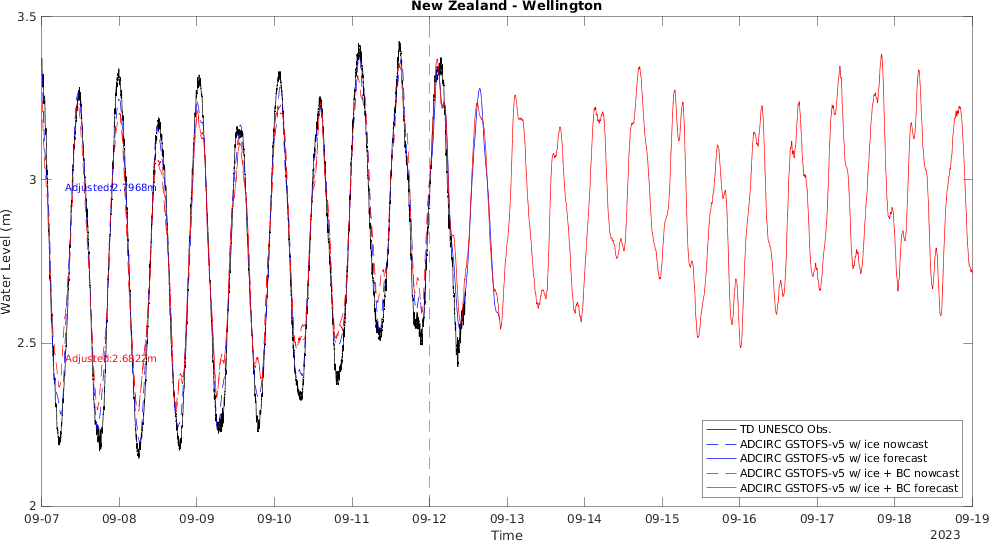 New Zealand - Wellington
3.5
3
2.5
2
Water Level (m)
Adjusted:2.7968m
Adjusted:2.6822m
TD UNESCO Obs.
ADCIRC GSTOFS-v5 w/ ice nowcast
ADCIRC GSTOFS-v5 w/ ice forecast
ADCIRC GSTOFS-v5 w/ ice + BC nowcast
ADCIRC GSTOFS-v5 w/ ice + BC forecast
09-07 09-08 09-09 09-10 09-11 09-12 09-13 09-14 09-15 09-16 09-17 09-18 09-19
Time
2023